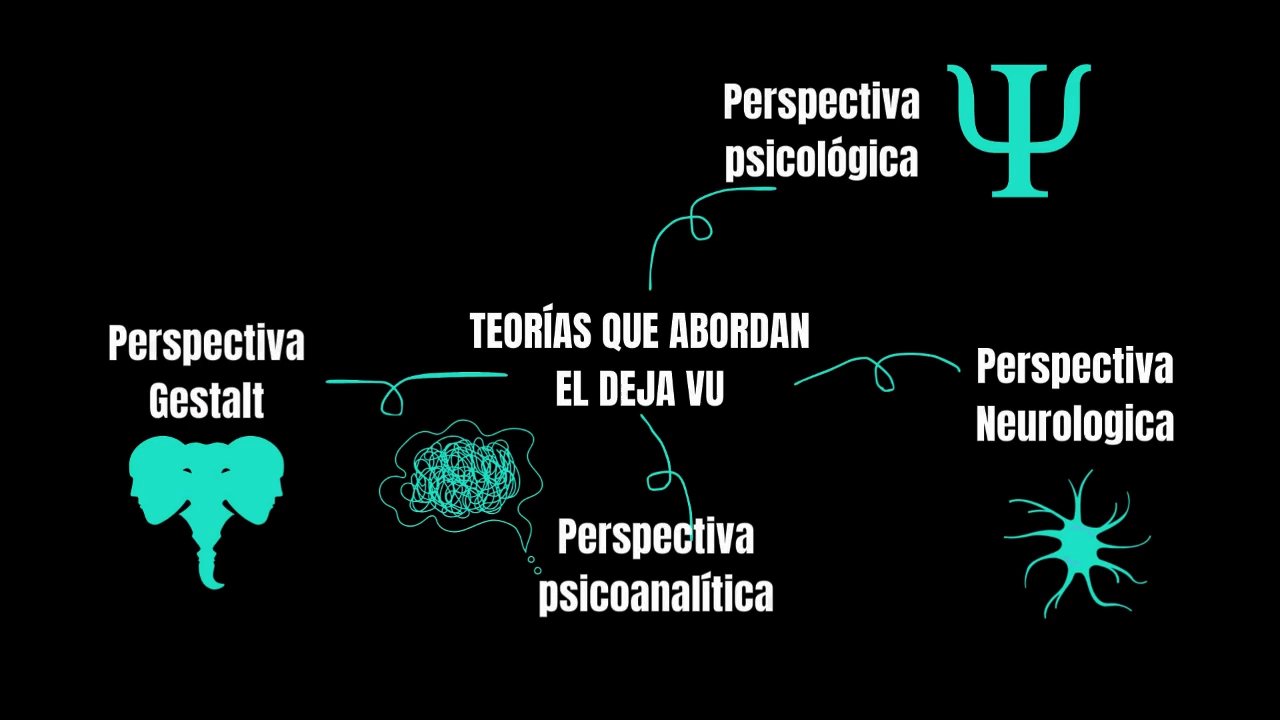 Perspectiva
psicológica
TEORÍAS QUE ABORDAN
EL DEJA VU
Perspectiva
Gestalt
Perspectiva
Neurologica
Perspectiva
psicoanalítica